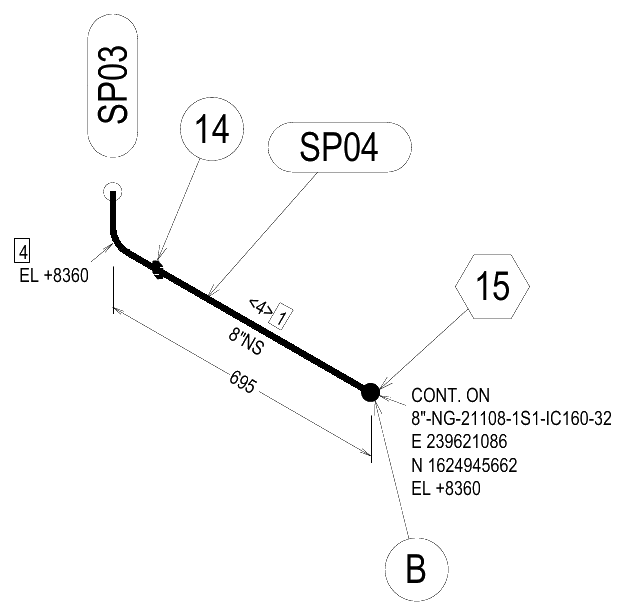 SP03
14
SP04
4
EL +8360
15
<4> 1
8"NS
695
CONT. ON
8"-NG-21108-1S1-IC160-32
E 239621086
N 1624945662
EL +8360
B